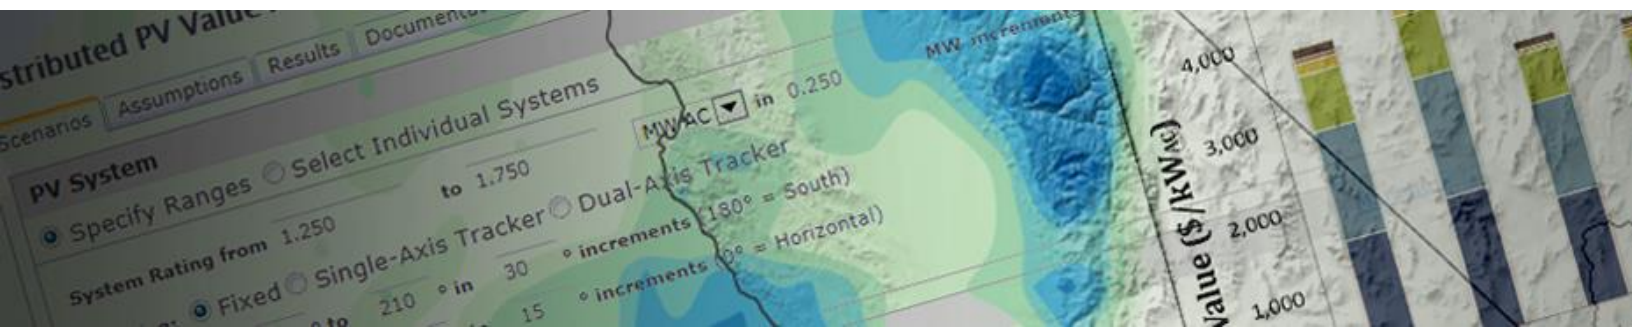 stributed PV Value
Scenarios Assumptions Results Documenta
PV System
Specify Ranges Select Individual Systems
System Rating from 1.250 to 1.750 MW AC in 0.250 MW increments
Fixed Single-Axis Tracker Dual-Axis Tracker
to 210 ° in 30 ° increments (180° = South)
15 ° increments (0° = Horizontal)
Value ($/kWAC)
4,000
3,000
2,000
1,000